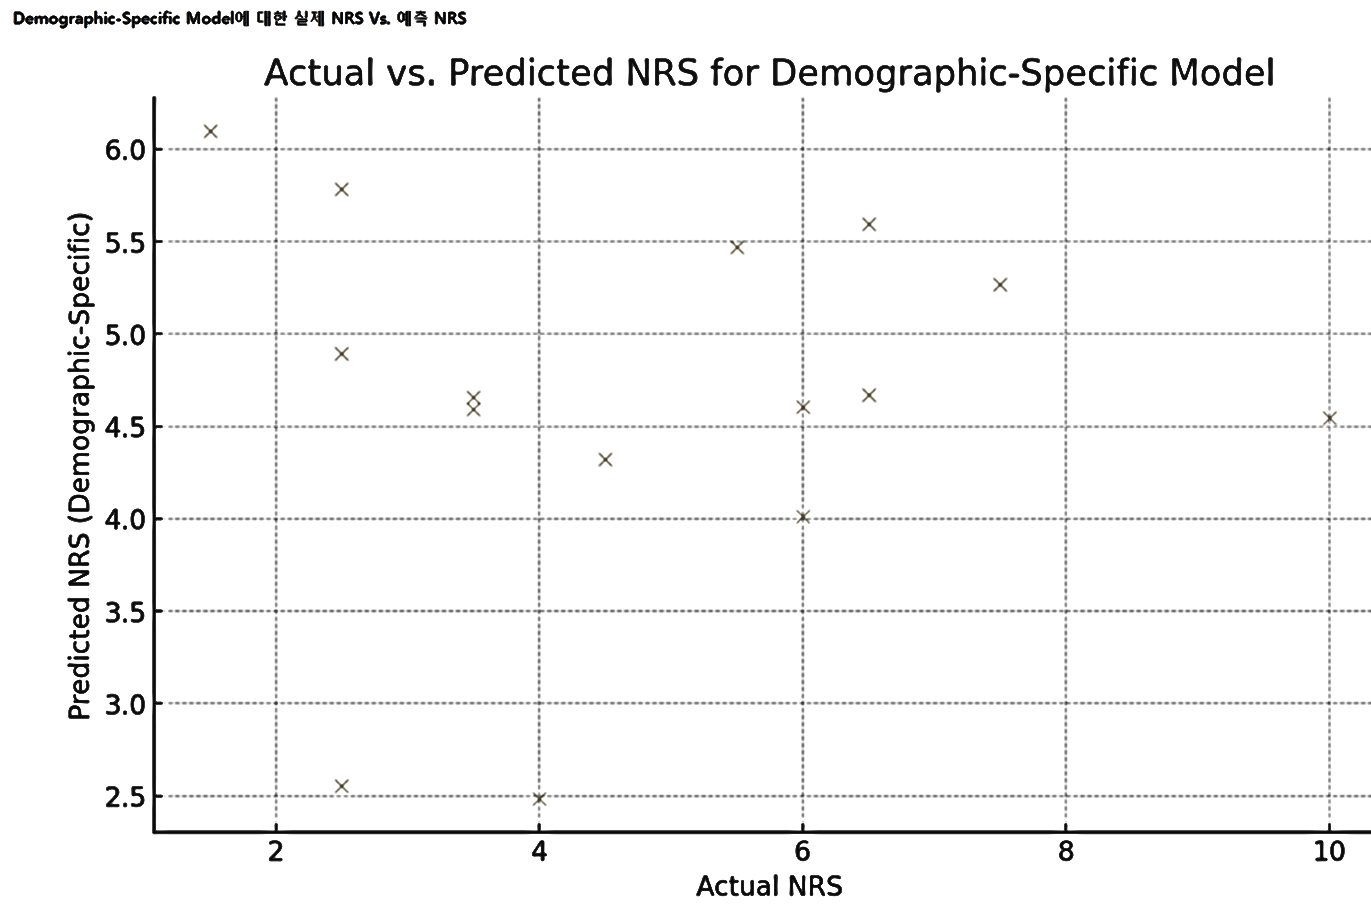 Demographic-Specific Model에 대한 실제 NRS Vs. 예측 NRS
Actual vs. Predicted NRS for Demographic-Specific Model
Predicted NRS (Demographic-Specific)
6.0
5.5
5.0
4.5
4.0
3.5
3.0
2.5
2 4 6 8 10
Actual NRS